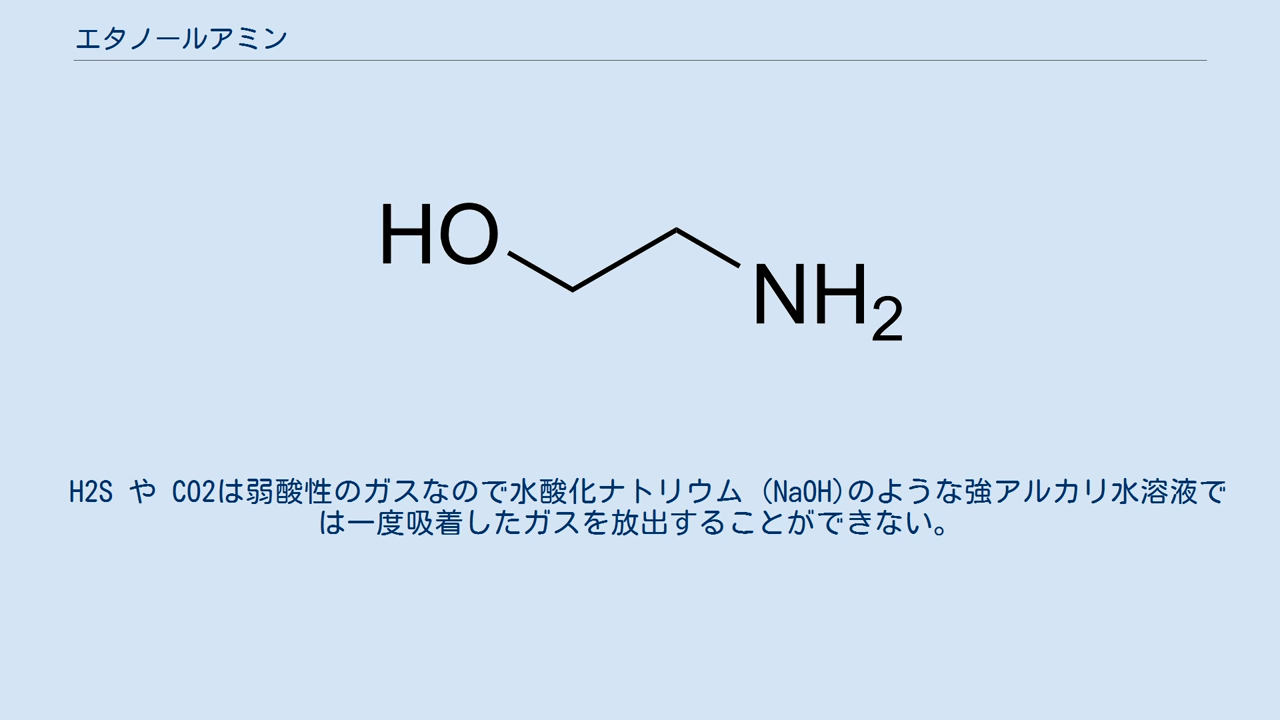 エタノールアミン
HO
NH2
H2S や CO2は弱酸性のガスなので水酸化ナトリウム (NaOH)のような強アルカリ水溶液で
は一度吸着したガスを放出することができない。